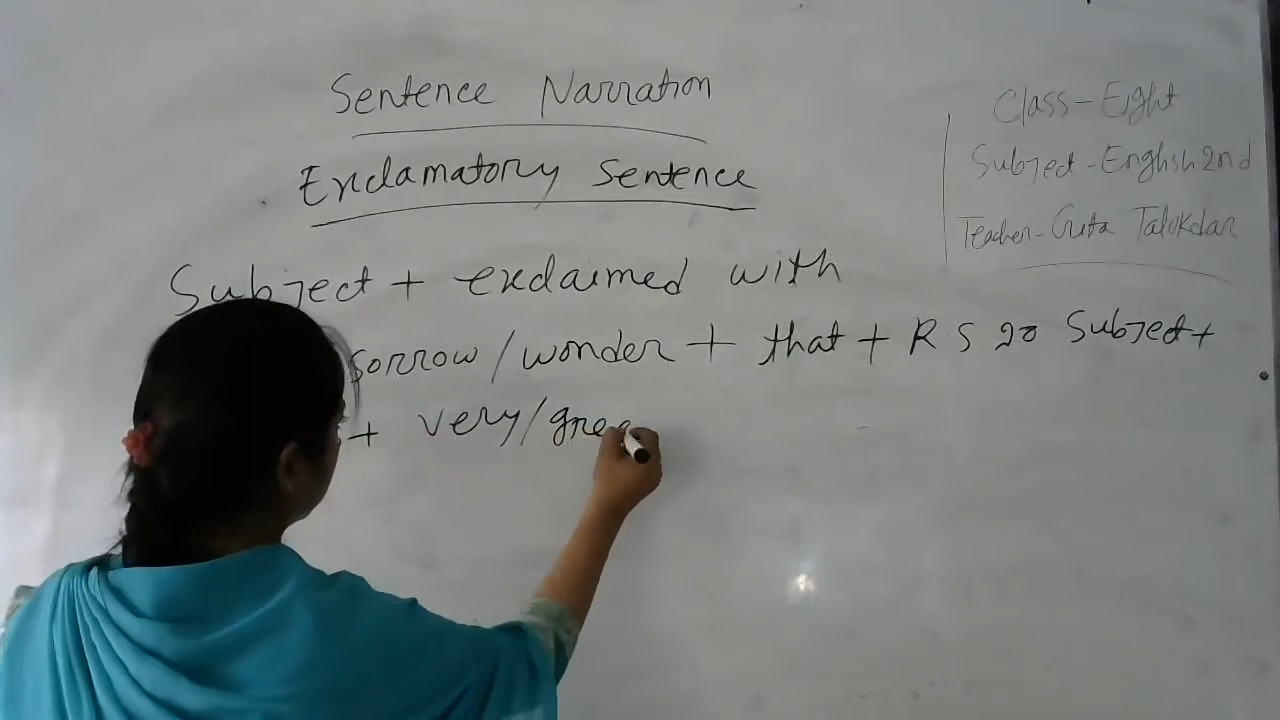 Sentence Narration
Exclamatory Sentence
Subject + exclaimed with
sorrow/wonder + that + R S এর Subject +
+ very/grea
Class-Eight
Subject-English 2nd
Teacher- Gita Talukdar